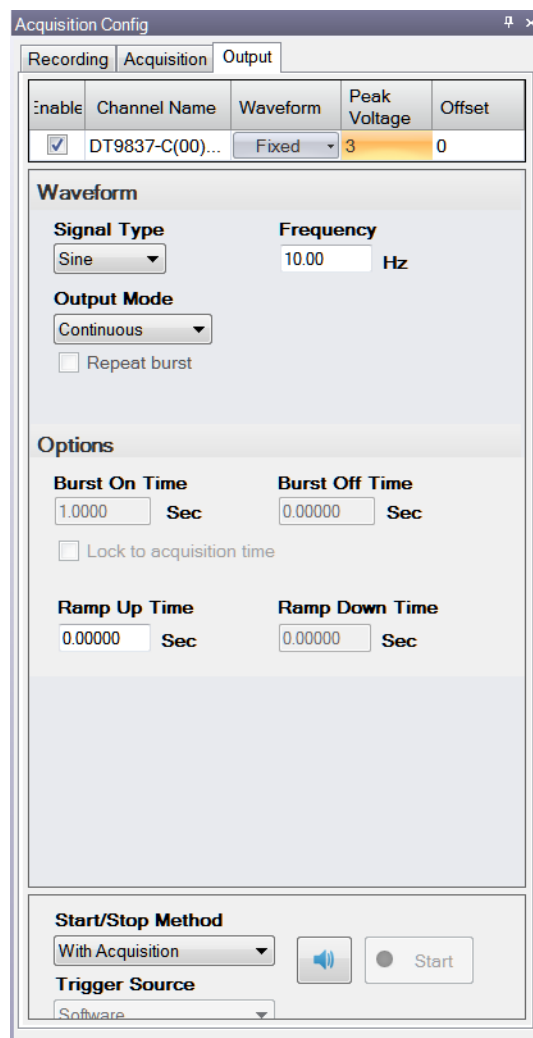 Acquisition Config
Recording Acquisition Output
Enable Channel Name Waveform Peak Voltage Offset
DT9837-C(00)... Fixed 3 0
Waveform
Signal Type Frequency
Sine 10.00 Hz
Output Mode
Continuous
Repeat burst
Options
Burst On Time Burst Off Time
1.0000 Sec 0.00000 Sec
Lock to acquisition time
Ramp Up Time Ramp Down Time
0.00000 Sec 0.00000 Sec
Start/Stop Method
With Acquisition
Start
Trigger Source
Software